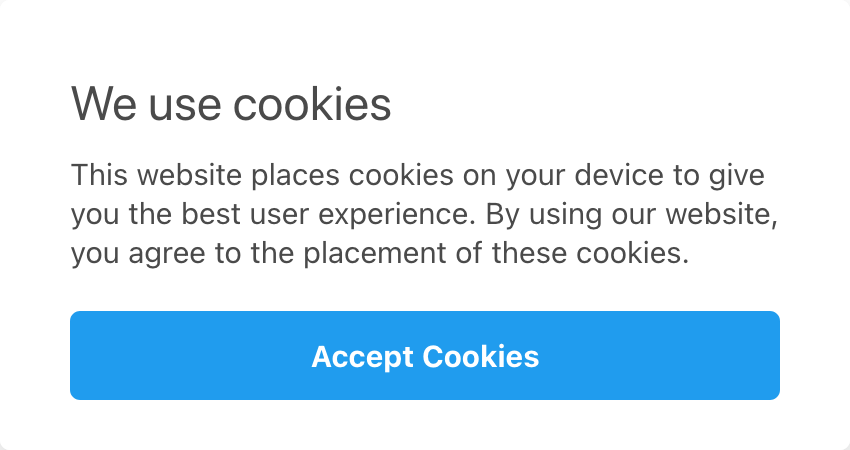 We use cookies
This website places cookies on your device to give
you the best user experience. By using our website,
you agree to the placement of these cookies.
Accept Cookies